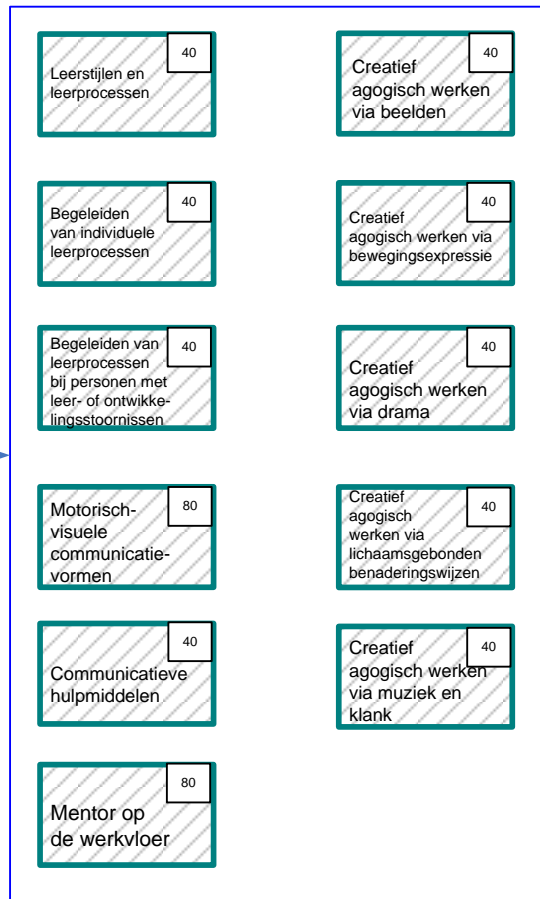 40
Leerstijlen en
leerprocessen
40
Begeleiden
van individuele
leerprocessen
40
Begeleiden van
leerprocessen
bij personen met
leer- of ontwikke-
lingsstoornissen
80
Motorisch-
visuele
communicatie-
vormen
40
Communicatieve
hulpmiddelen
80
Mentor op
de werkvloer
40
Creatief
agogisch werken
via beelden
40
Creatief
agogisch werken via
bewegingsexpressie
40
Creatief
agogisch werken
via drama
40
Creatief
agogisch
werken via
lichaamsgebonden
benaderingswijzen
40
Creatief
agogisch werken
via muziek en
klank